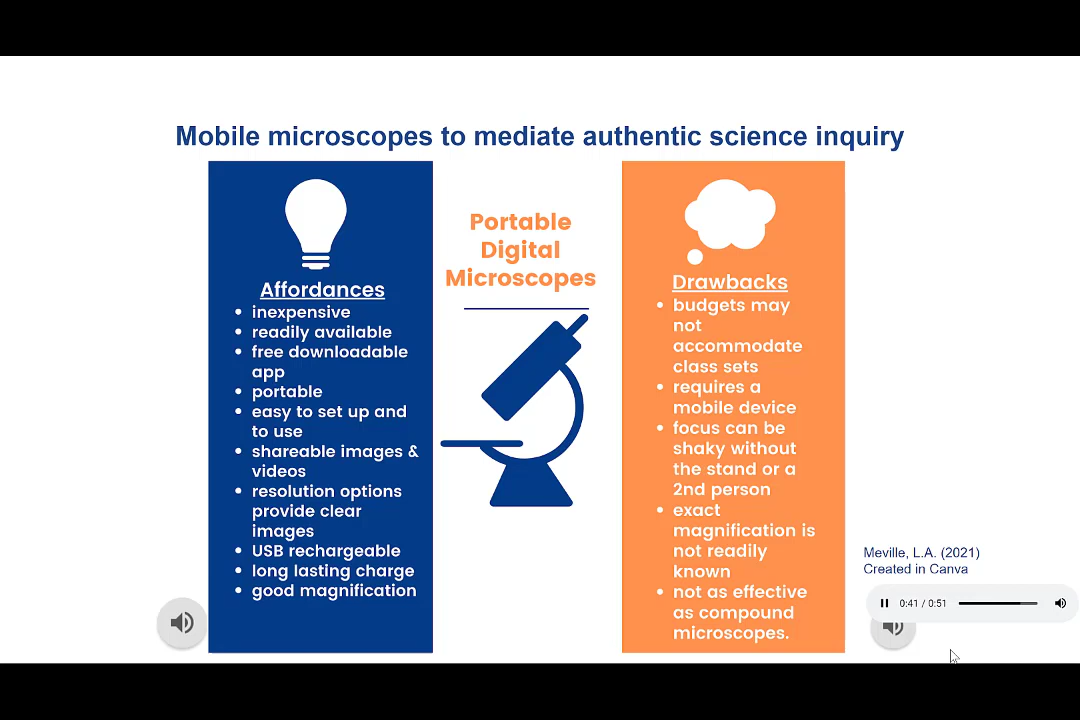 Mobile microscopes to mediate authentic science inquiry
Affordances
• inexpensive
• readily available
• free downloadable
app
• portable
• easy to set up and
to use
• shareable images &
videos
• resolution options
provide clear
images
• USB rechargeable
• long lasting charge
• good magnification
Portable
Digital
Microscopes
Drawbacks
• budgets may
not
accommodate
class sets
• requires a
mobile device
• focus can be
shaky without
the stand or a
2nd person
• exact
magnification is
not readily
known
• not as effective
as compound
microscopes.
Meville, L.A. (2021)
Created in Canva
0:41 / 0:51